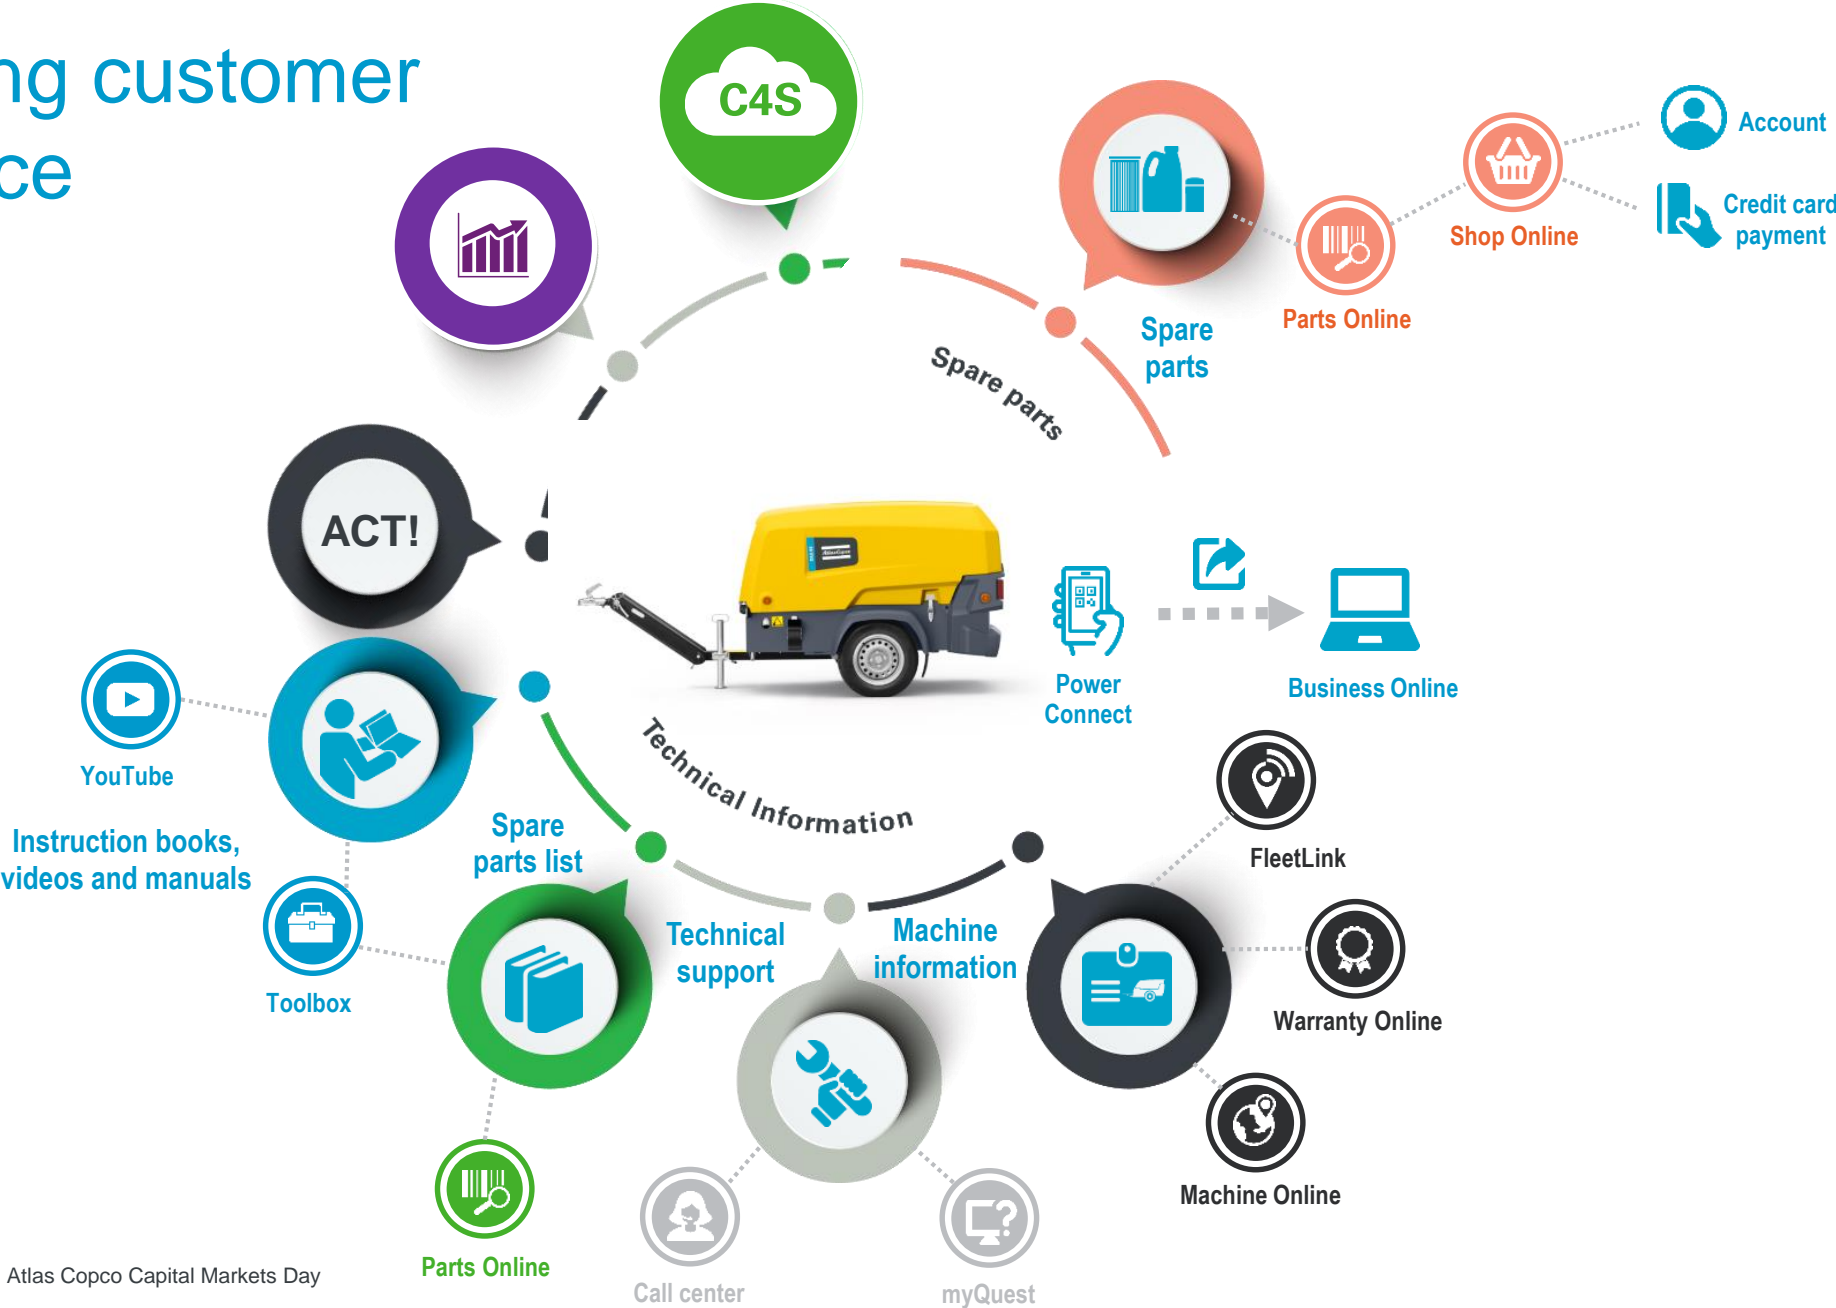 ng customer
ce
C4S
Account
Credit card
payment
Shop Online
Parts Online
Spare
parts
Spare parts
ACT!
Atlas Copco
Power
Connect
Business Online
YouTube
Instruction books,
videos and manuals
Technical Information
Spare
parts list
FleetLink
Technical
support
Machine
information
Toolbox
Warranty Online
Machine Online
Parts Online
Call center
myQuest
Atlas Copco Capital Markets Day